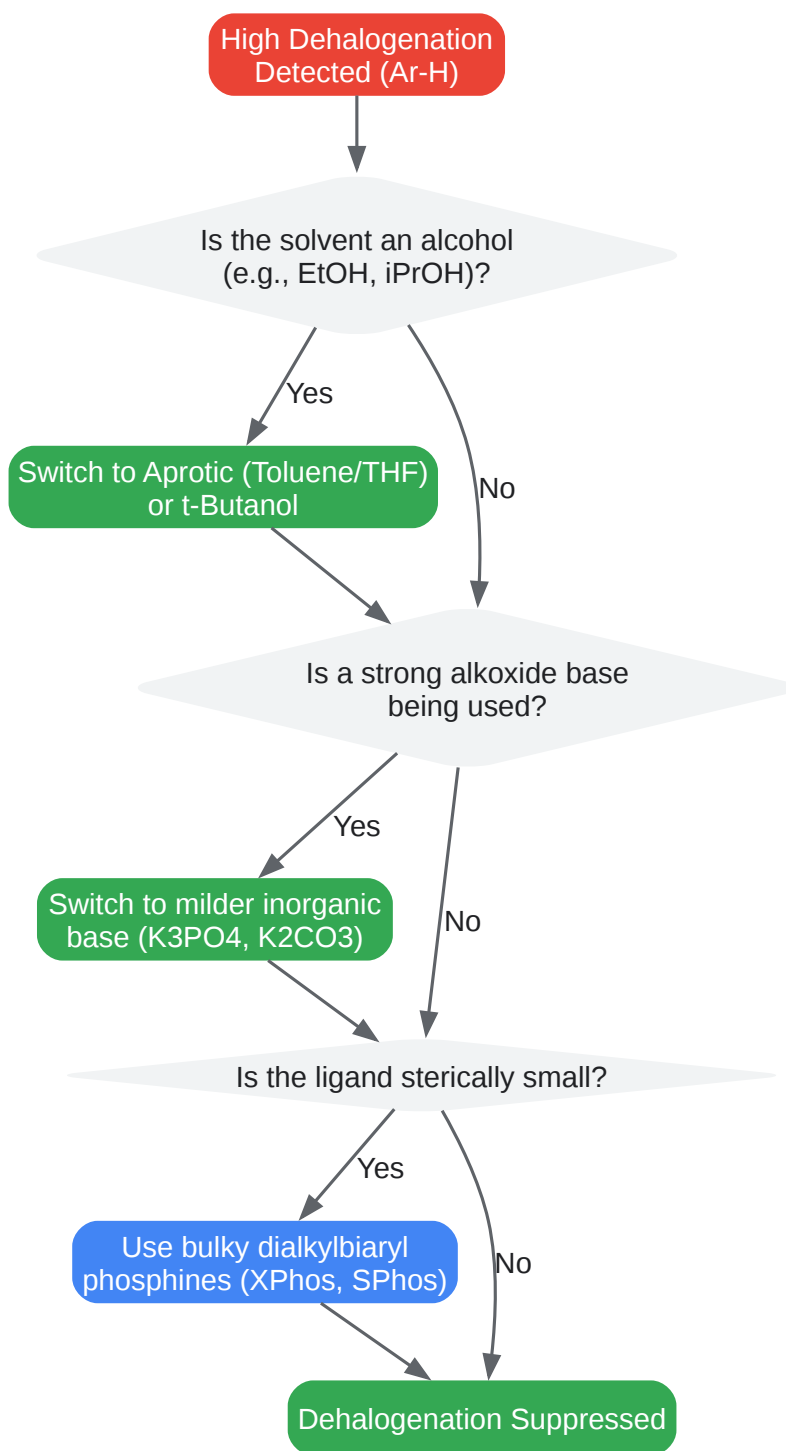 High Dehalogenation
Detected (Ar-H)
Is the solvent an alcohol
(e.g., EtOH, iPrOH)?
Yes
No
Switch to Aprotic (Toluene/THF)
or t-Butanol
Is a strong alkoxide base
being used?
Yes
No
Switch to milder inorganic
base (K3PO4, K2CO3)
Is the ligand sterically small?
Yes
No
Use bulky dialkylbiaryl
phosphines (XPhos, SPhos)
Dehalogenation Suppressed